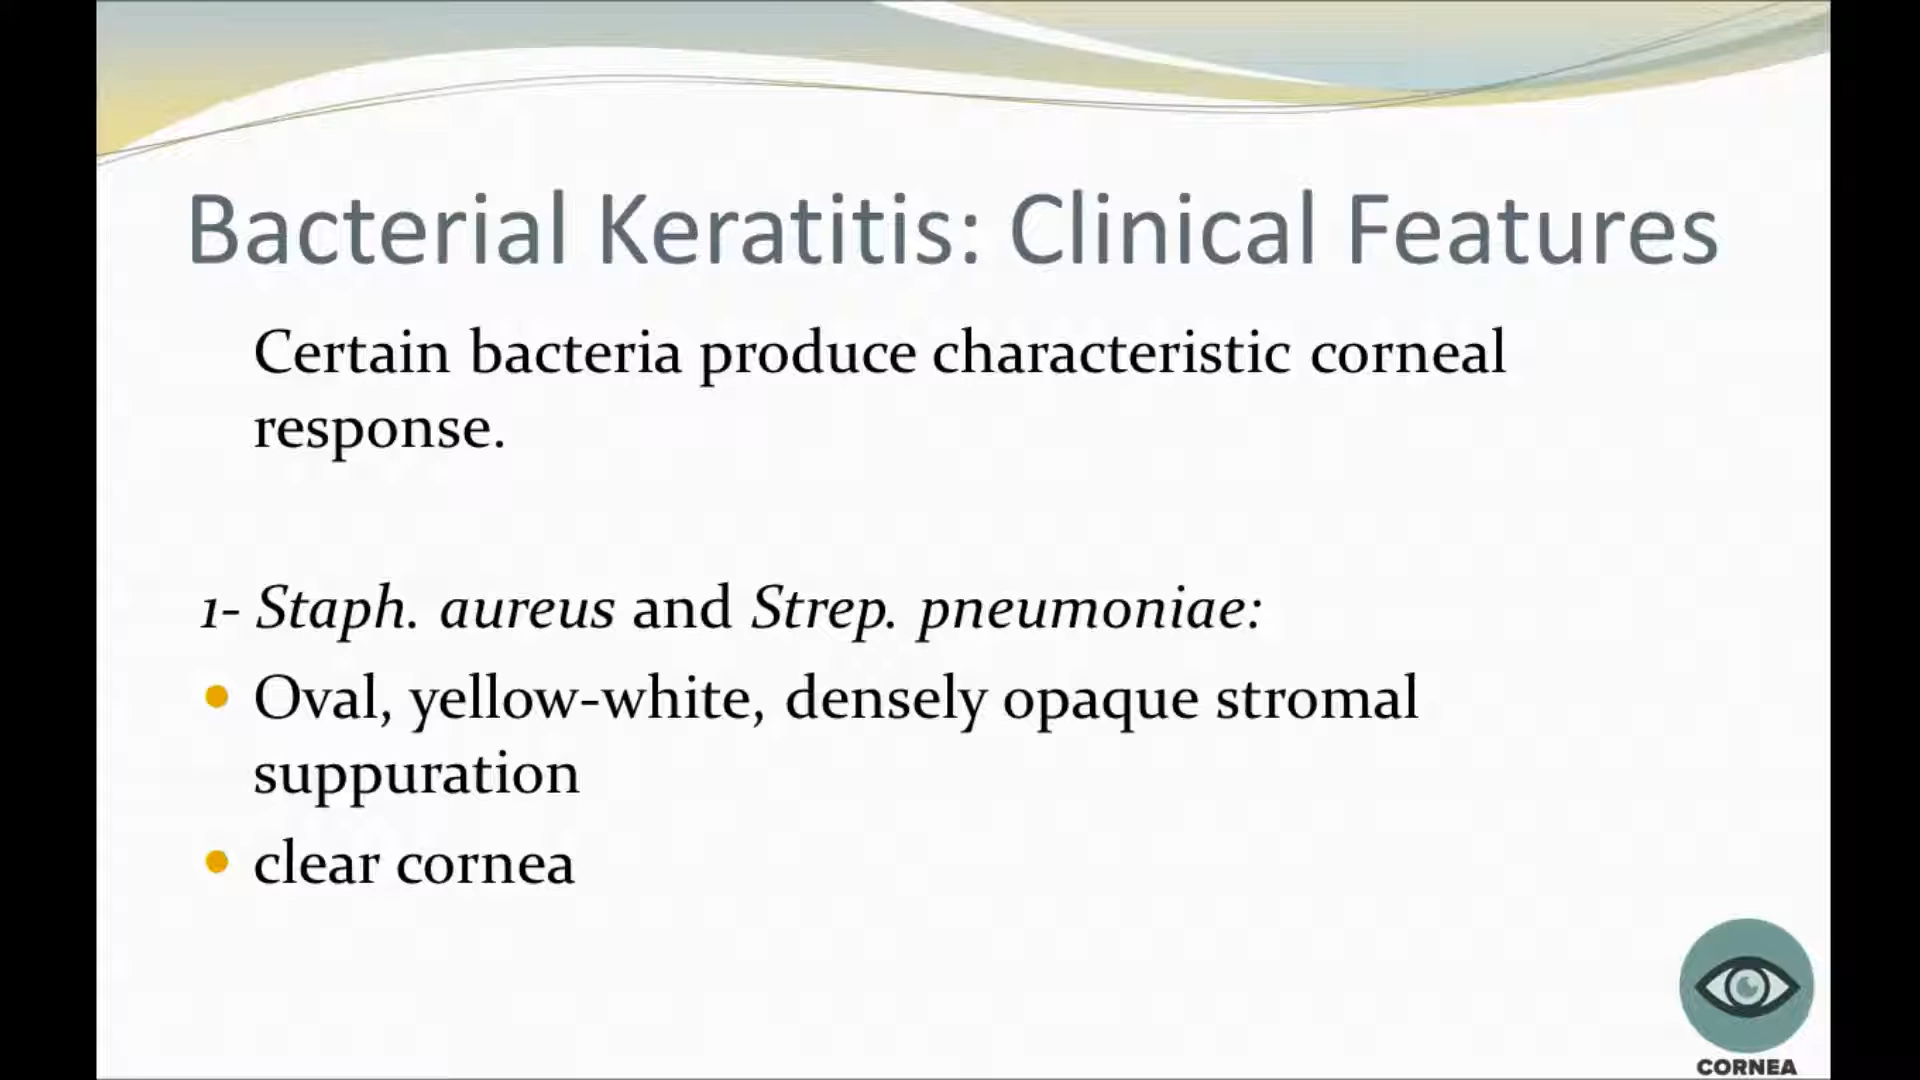 Bacterial Keratitis: Clinical Features
Certain bacteria produce characteristic corneal
response.
1- Staph. aureus and Strep. pneumoniae:
Oval, yellow-white, densely opaque stromal
suppuration
clear cornea
CORNEA